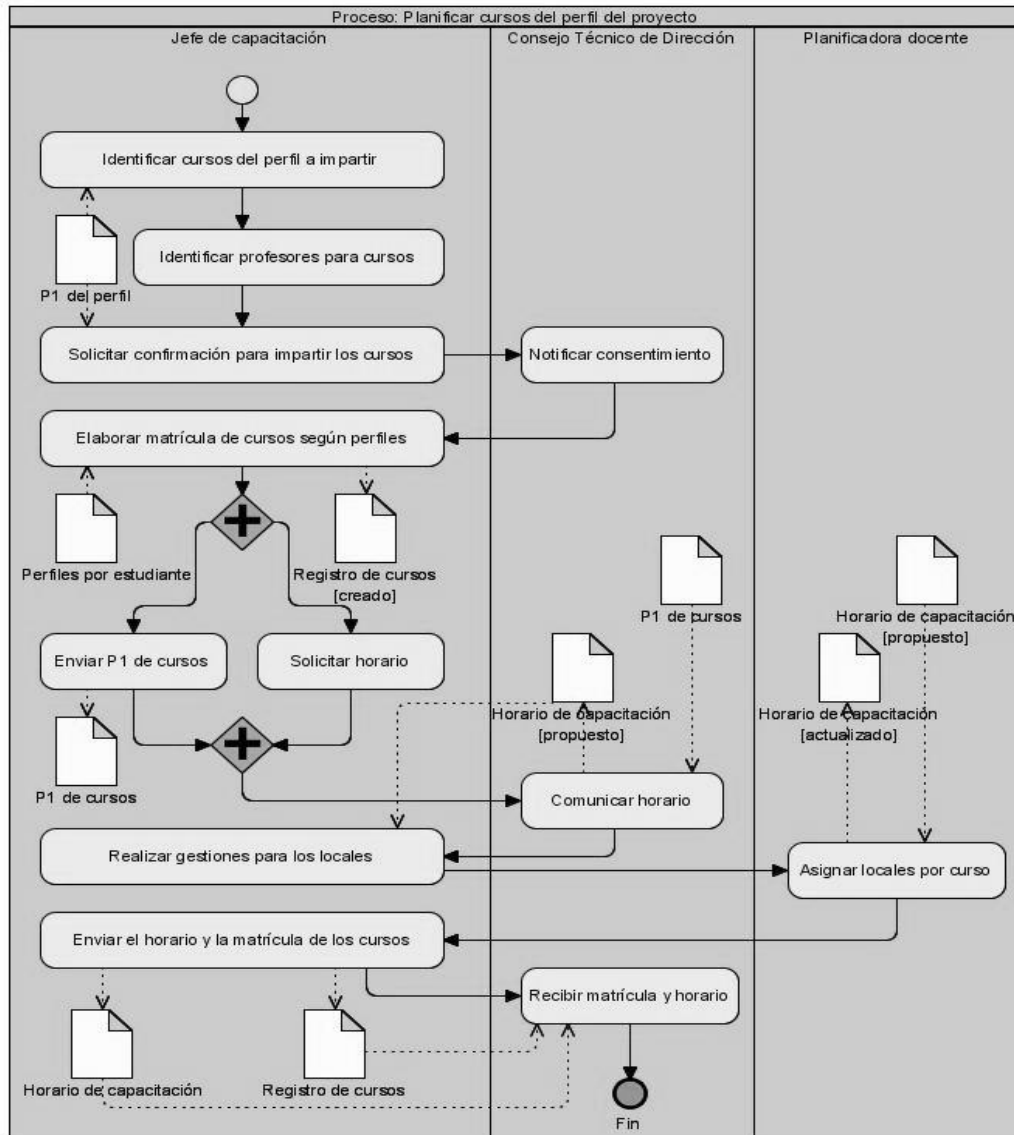 Proceso: Planificar cursos del perfil del proyecto
Jefe de capacitación
Consejo Técnico de Dirección
Planificadora docente
Identificar cursos del perfil a impartir
Identificar profesores para cursos
P1 del perfil
Solicitar confirmación para impartir los cursos
Notificar consentimiento
Elaborar matrícula de cursos según perfiles
Perfiles por estudiante
Registro de cursos
[creado]
P1 de cursos
Horario de capacitación
[propuesto]
Enviar P1 de cursos
Solicitar horario
Horario de capacitación
[propuesto]
Horario de capacitación
[actualizado]
P1 de cursos
Comunicar horario
Realizar gestiones para los locales
Asignar locales por curso
Enviar el horario y la matrícula de los cursos
Recibir matrícula y horario
Horario de capacitación
Registro de cursos
Fin